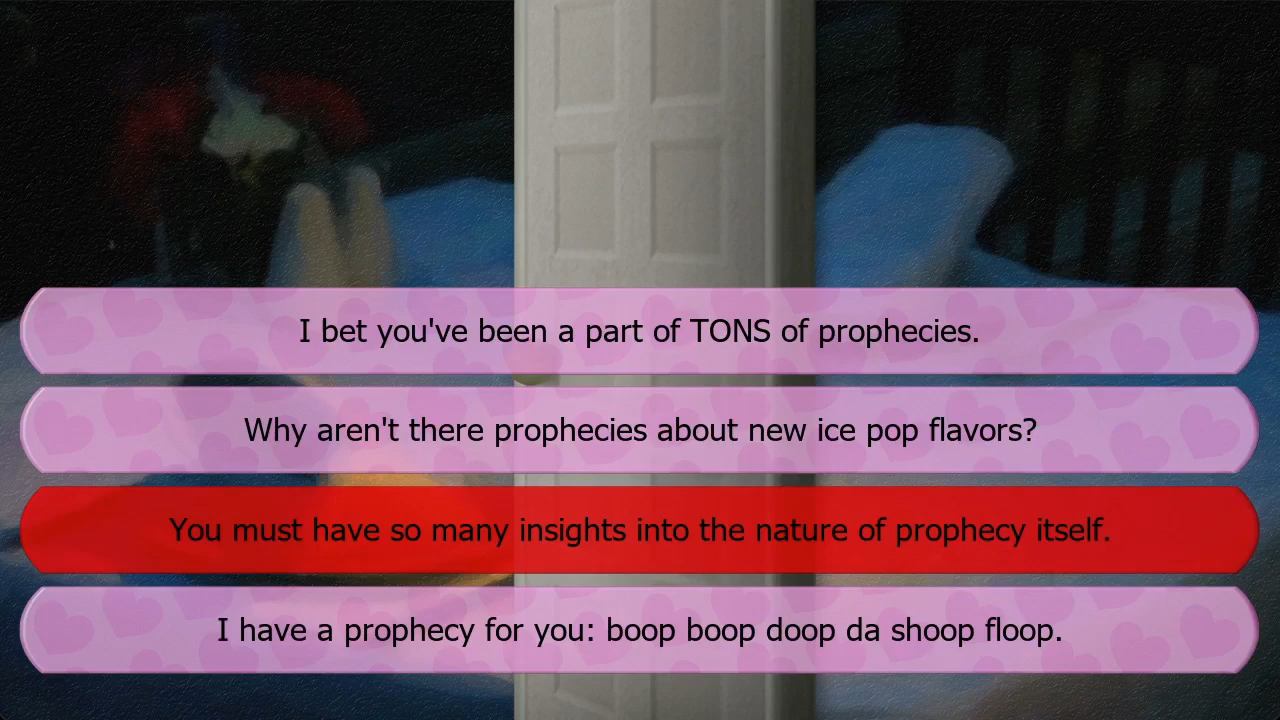 I bet you've been a part of TONS of prophecies.
Why aren't there prophecies about new ice pop flavors?
You must have so many insights into the nature of prophecy itself.
I have a prophecy for you: boop boop doop da shoop floop.